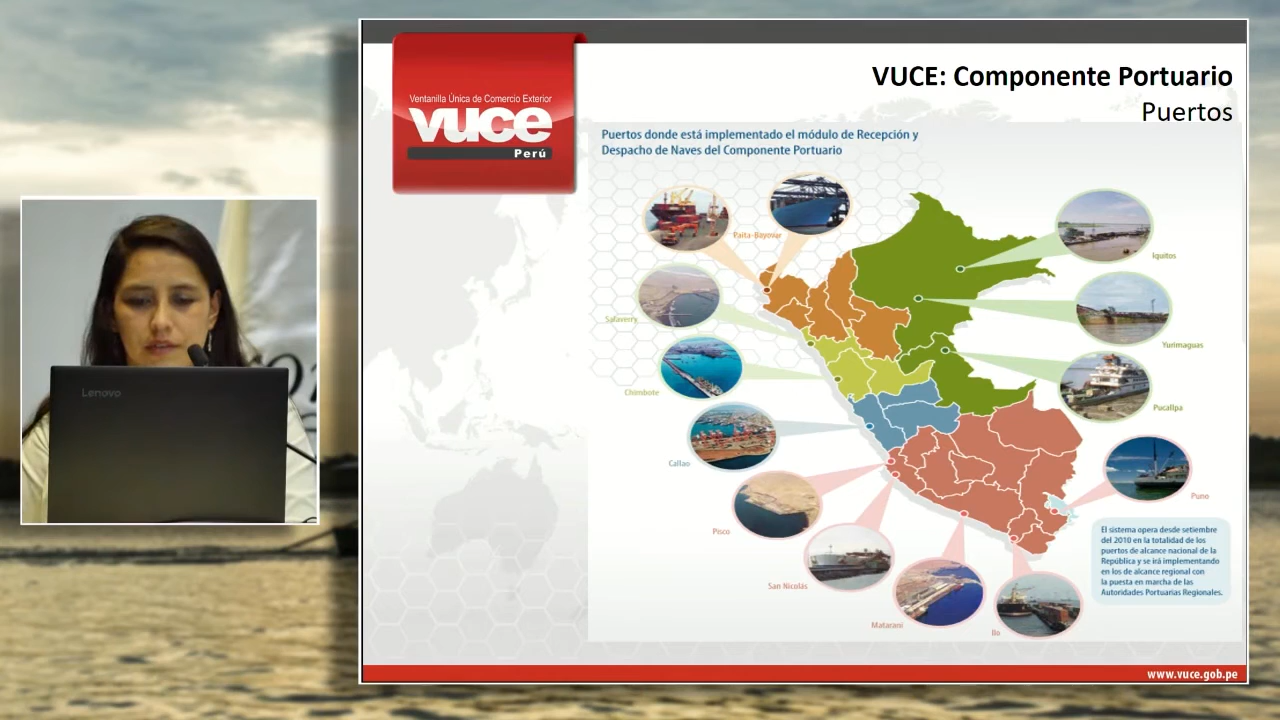 Lenovo
Ventanilla Única de Comercio Exterior
vuce
Perú
VUCE: Componente Portuario
Puertos
Puertos donde está implementado el módulo de Recepción y
Despacho de Naves del Componente Portuario
Paita-Bayovar
Iquitos
Salaverry
Yurimaguas
Chimbote
Pucallpa
Callao
Puno
Pisco
San Nicolás
Matarani
Ilo
El sistema opera desde setiembre
del 2010 en la totalidad de los
puertos de alcance nacional de la
República y se irá implementando
en los de alcance regional con
la puesta en marcha de las
Autoridades Portuarias Regionales.
www.vuce.gob.pe